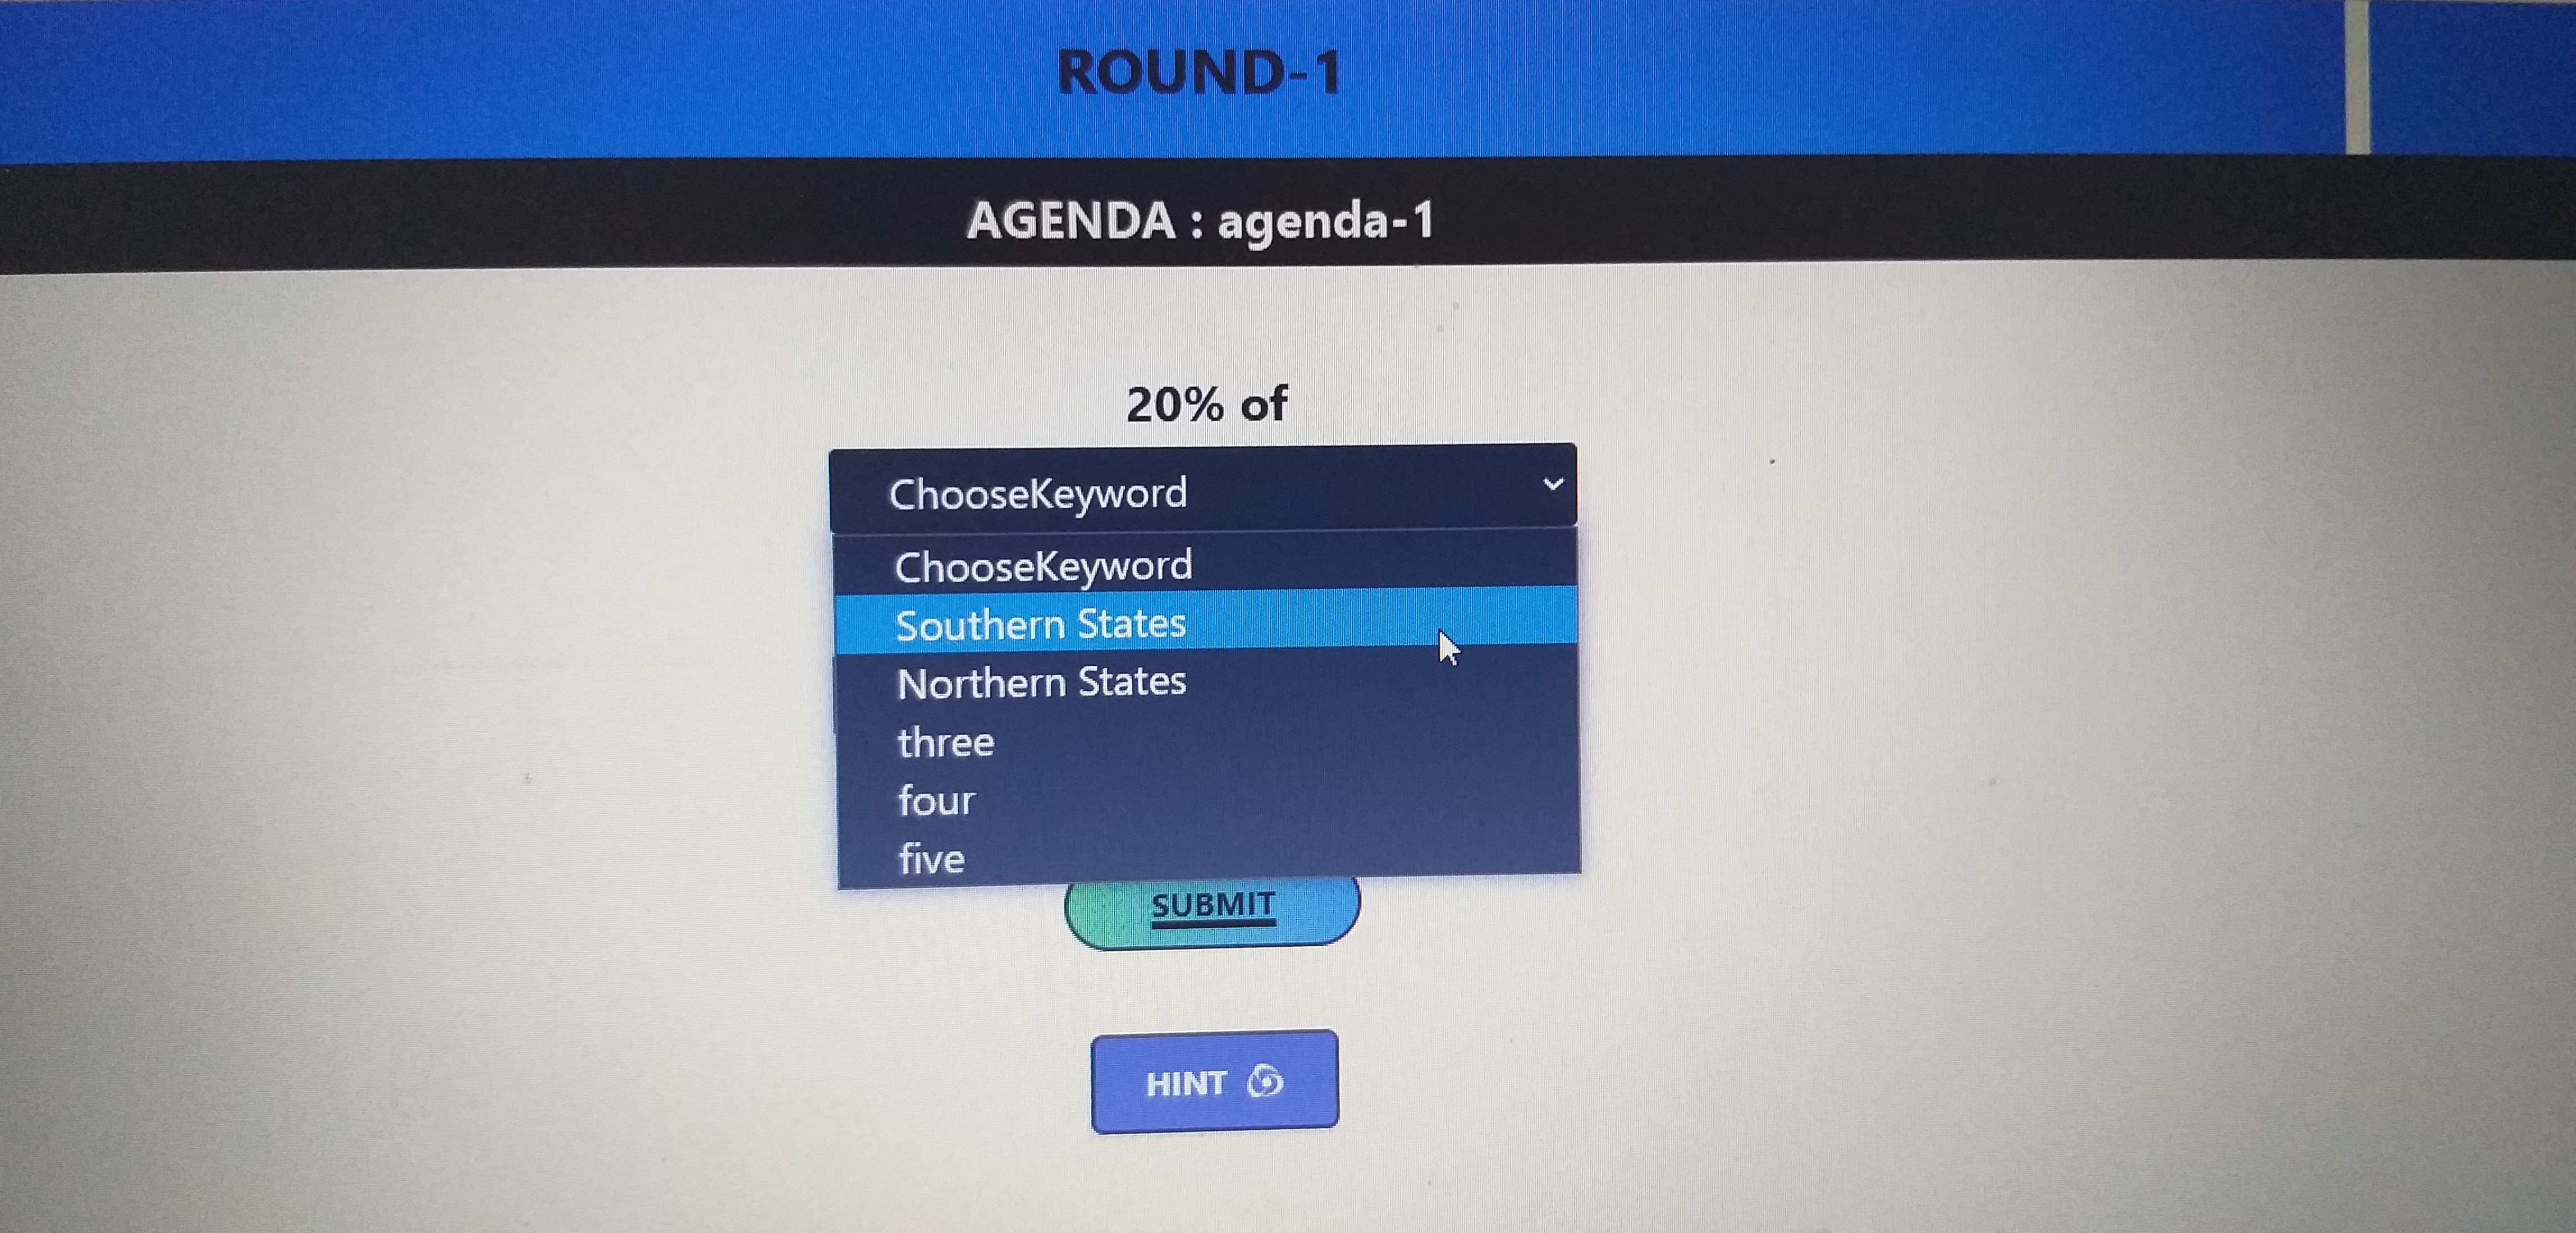 ROUND-1
AGENDA : agenda-1
20% of
ChooseKeyword
ChooseKeyword
Southern States
Northern States
three
four
five
SUBMIT
HINT